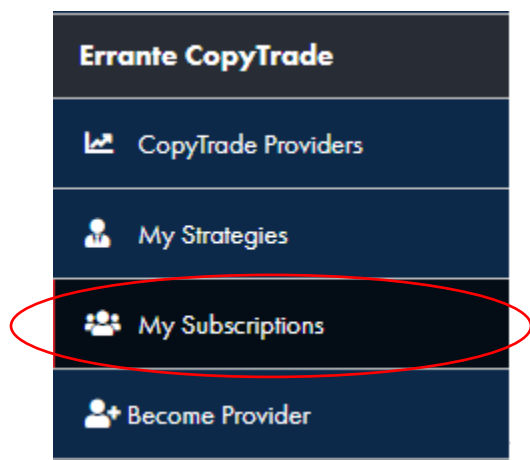 Errante CopyTrade
CopyTrade Providers
My Strategies
My Subscriptions
Become Provider